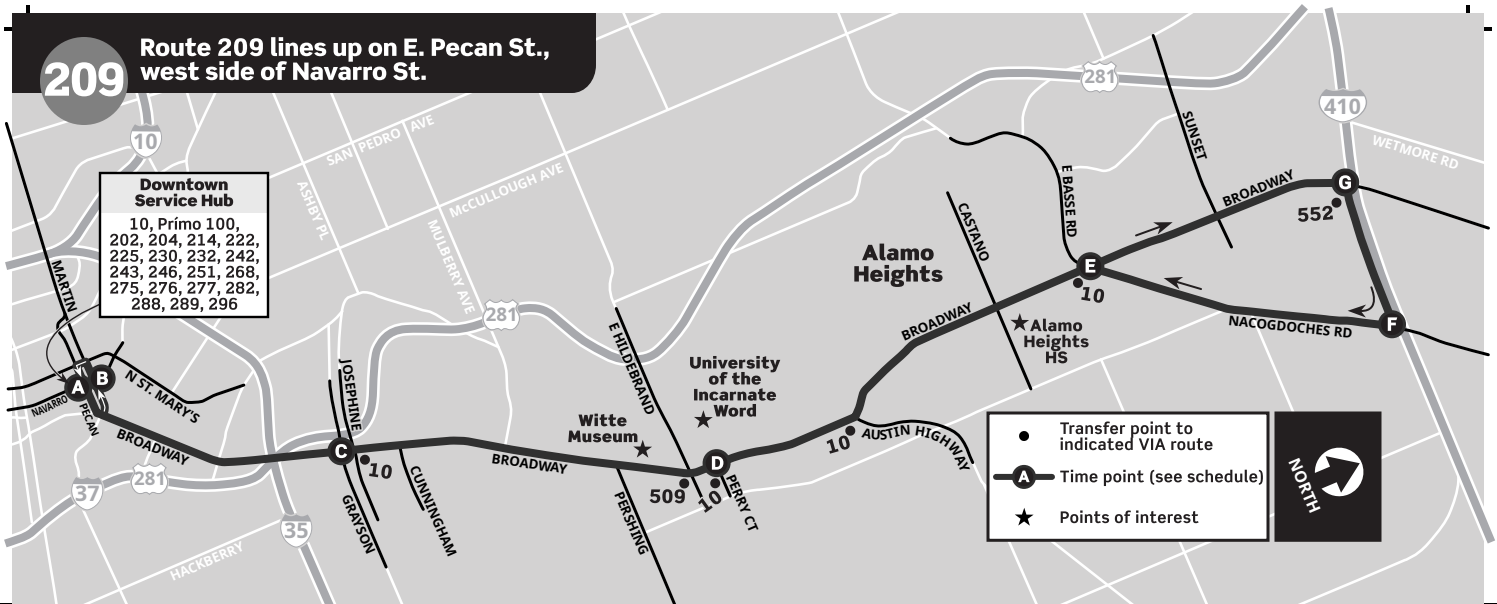 209
Route 209 lines up on E. Pecan St.,
west side of Navarro St.
10
Downtown
Service Hub
10, Prímo 100,
202, 204, 214, 222,
225, 230, 232, 242,
243, 246, 251, 268,
275, 276, 277, 282,
288, 289, 296
SAN PEDRO AVE
McCULLOUGH AVE
ASHBY PL
MULBERRY AVE
281
281
410
WETMORE RD
SUNSET
E BASSE RD
BROADWAY
G
552
CASTANO
Alamo
Heights
E
10
MARTIN
JOSEPHINE
E HILDEBRAND
BROADWAY
Alamo
Heights
HS
NACOGDOCHES RD
F
University
of the
Incarnate
Word
Witte
Museum
A
B
NAVARRO
PECAN
N ST. MARY'S
BROADWAY
C
10
CUNNINGHAM
GRAYSON
BROADWAY
PERSHING
509
D
10
PERRY CT
10
AUSTIN HIGHWAY
37
281
35
HACKBERRY
Transfer point to
indicated VIA route
A
Time point (see schedule)
Points of interest
NORTH